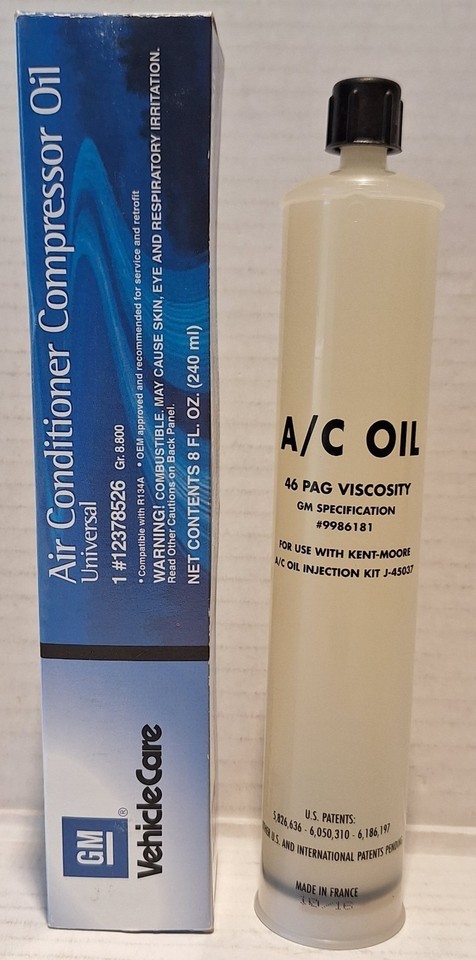 Air Conditioner Compressor Oil
Universal
1 #12378526 Gr. 8.800
• Compatible with R134A • OEM approved and recommended for service and retrofit
WARNING! COMBUSTIBLE. MAY CAUSE SKIN, EYE AND RESPIRATORY IRRITATION.
Read Other Cautions on Back Panel.
NET CONTENTS 8 FL. OZ. (240 ml)
GM ®
VehicleCare
A/C OIL
46 PAG VISCOSITY
GM SPECIFICATION
#9986181
FOR USE WITH KENT-MOORE
A/C OIL INJECTION KIT J-45037
U.S. PATENTS:
5,826,636 - 6,050,310 - 6,186,197
U.S. AND INTERNATIONAL PATENTS PENDING
MADE IN FRANCE
10/16